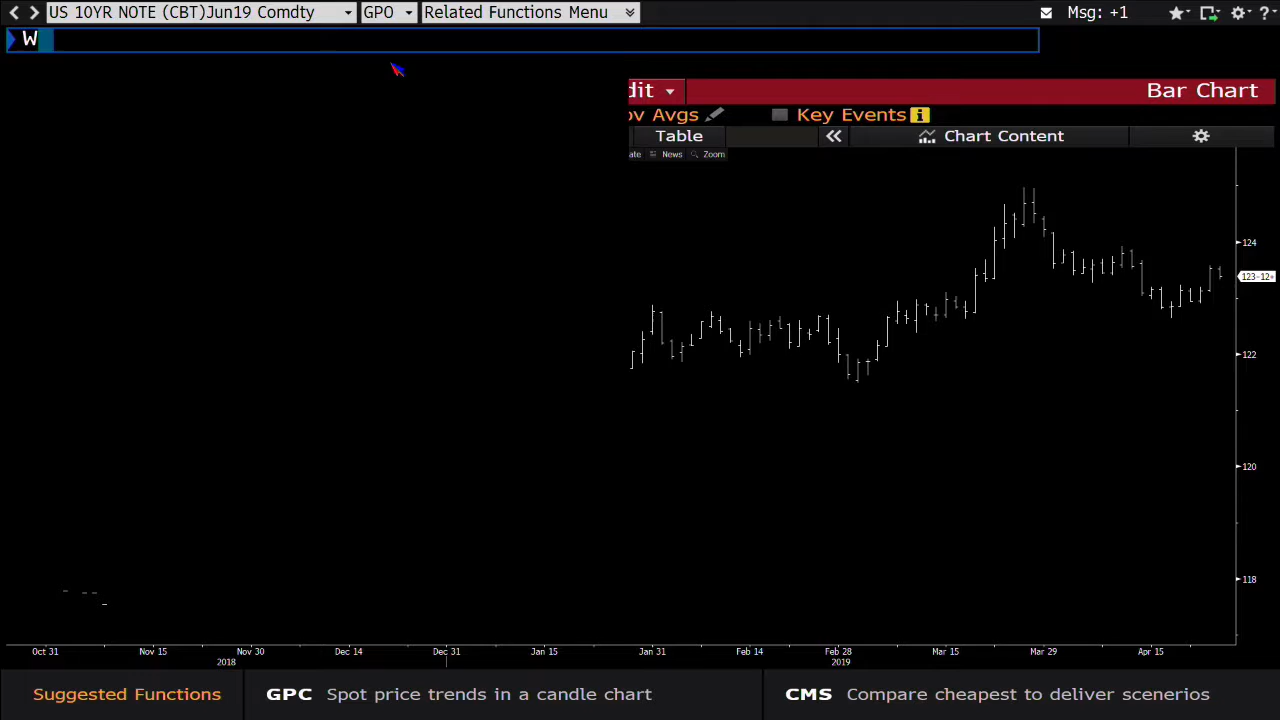 US 10YR NOTE (CBT)Jun19 Comdty GPO Related Functions Menu Msg: +1 ?
W
dit Bar Chart
ov Avgs Key Events i
Table « Chart Content
ate News Zoom
124
123-12+
122
120
118
Oct 31 Nov 15 Nov 30 Dec 14 Dec 31 Jan 15 Jan 31 Feb 14 Feb 28 Mar 15 Mar 29 Apr 15
2018 2019
Suggested Functions GPC Spot price trends in a candle chart CMS Compare cheapest to deliver scenerios